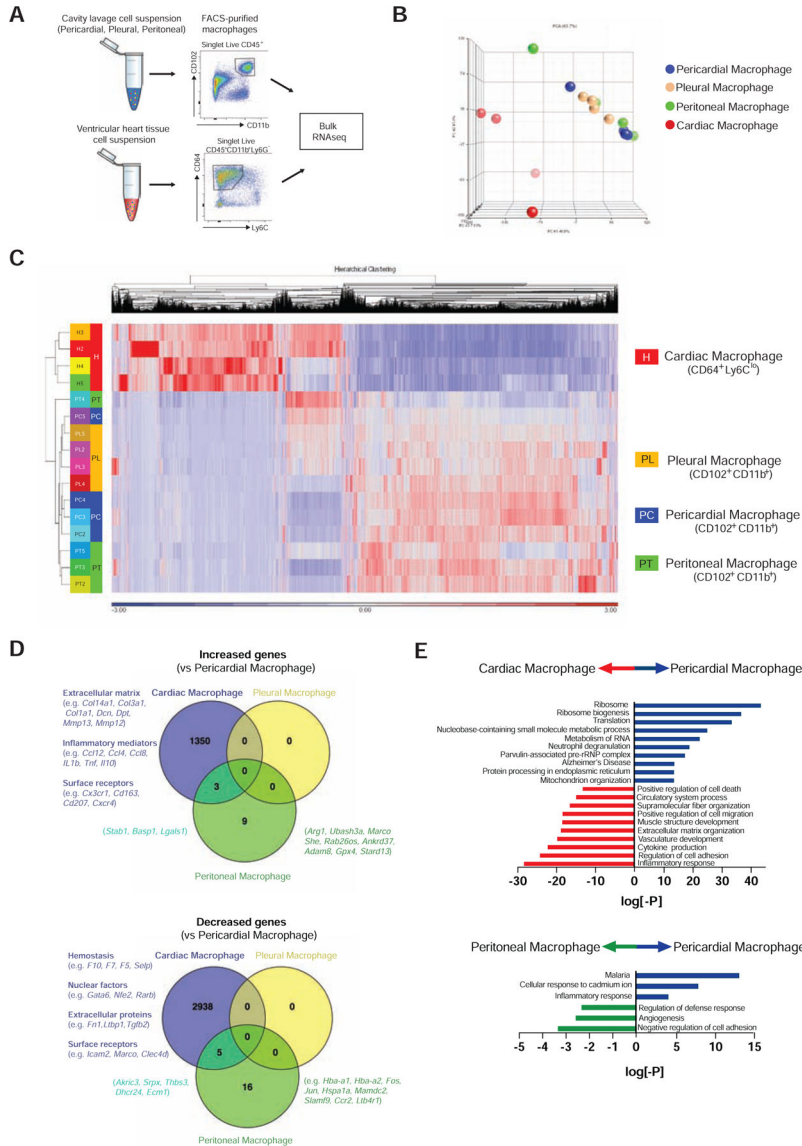 A
Cavity lavage cell suspension
(Pericardial, Pleural, Peritoneal)
FACS-purified
macrophages
Singlet Live CD45+
CD102
CD11b
Ventricular heart tissue
cell suspension
Singlet Live
CD45+CD11b+Ly6G-
CD64
Ly6C
Bulk
RNAseq
B
Pericardial Macrophage
Pleural Macrophage
Peritoneal Macrophage
Cardiac Macrophage
C
Hierarchical Clustering
H3
H2
H4
H5
H
PT4
PT
PC5
PC
PL5
PL2
PL3
PL4
PL
PC4
PC3
PC2
PC
PT5
PT3
PT2
PT
-3.00
0.00
3.00
H
Cardiac Macrophage
(CD64+Ly6Clo)
PL
Pleural Macrophage
(CD102+CD11b+)
PC
Pericardial Macrophage
(CD102+CD11b+)
PT
Peritoneal Macrophage
(CD102+CD11b+)
D
Increased genes
(vs Pericardial Macrophage)
Extracellular matrix
(e.g. Col14a1, Col3a1,
Col1a1, Dcn, Dpt,
Mmp13, Mmp12)
Inflammatory mediators
(e.g. Ccl12, Ccl4, Ccl8,
IL1b, Tnf, Il10)
Surface receptors
(e.g. Cx3cr1, Cd163,
Cd207, Cxcr4)
Cardiac Macrophage
Pleural Macrophage
1350
0
0
0
3
0
9
(Stab1, Basp1, Lgals1)
(Arg1, Ubash3a, Marco
She, Rab26os, Ankrd37,
Adam8, Gpx4, Stard13)
Peritoneal Macrophage
Decreased genes
(vs Pericardial Macrophage)
Hemostasis
(e.g. F10, F7, F5, Selp)
Nuclear factors
(e.g. Gata6, Nfe2, Rarb)
Extracellular proteins
(e.g. Fn1,Ltbp1,Tgfb2)
Surface receptors
(e.g. Icam2, Marco, Clec4d)
Cardiac Macrophage
Pleural Macrophage
2938
0
0
0
5
0
16
(Akric3, Srpx, Thbs3,
Dhcr24, Ecm1)
(e.g. Hba-a1, Hba-a2, Fos,
Jun, Hspa1a, Mamdc2,
Slamf9, Ccr2, Ltb4r1)
Peritoneal Macrophage
E
Cardiac Macrophage
Pericardial Macrophage
Ribosome
Ribosome biogenesis
Translation
Nucleobase-containing small molecule metabolic process
Metabolism of RNA
Neutrophil degranulation
Parvulin-associated pre-rRNP complex
Alzheimer's Disease
Protein processing in endoplasmic reticulum
Mitochondrion organization
Positive regulation of cell death
Circulatory system process
Supramolecular fiber organization
Positive regulation of cell migration
Muscle structure development
Extracellular matrix organization
Vasculature development
Cytokine production
Regulation of cell adhesion
Inflammatory response
-30 -20 -10 0 10 20 30 40
log[-P]
Peritoneal Macrophage
Pericardial Macrophage
Malaria
Cellular response to cadmium ion
Inflammatory response
Regulation of defense response
Angiogenesis
Negative regulation of cell adhesion
-5 -4 -3 -2 -1 0 5 10 15
log[-P]